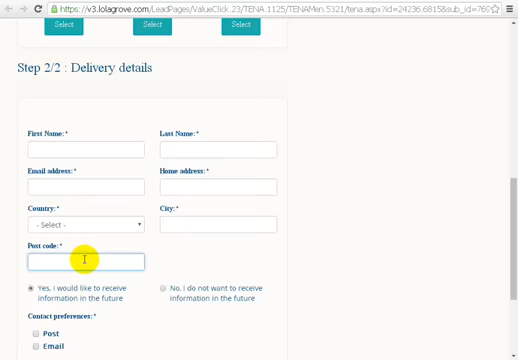 https://v3.lolagrove.com/LeadPages/ValueClick.23/TENA.1125/TENAMen.5321/tena.aspx?id=24236.6815&sub_id=769
Select Select Select
Step 2/2 : Delivery details
First Name:* Last Name:*
Email address:* Home address:*
Country:* City:*
- Select -
Post code:*
Yes, i would like to receive No, i do not want to receive
information in the future information in the future
Contact preferences:*
Post
Email